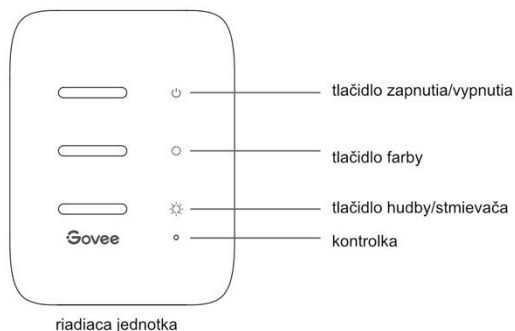 tlačidlo zapnutia/vypnutia
tlačidlo farby
tlačidlo hudby/stmievača
Govee
kontrolka
riadiaca jednotka